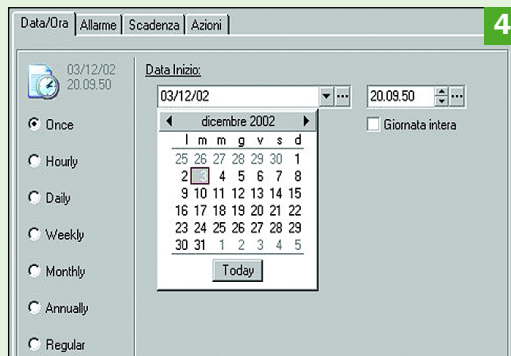 Data/Ora Allarme Scadenza Azioni
4
03/12/02
20.09.50
Data Inizio:
03/12/02 ... 20.09.50 ...
Giornata intera
Once
Hourly
Daily
Weekly
Monthly
Annually
Regular
dicembre 2002
l m m g v s d
25 26 27 28 29 30 1
2 3 4 5 6 7 8
9 10 11 12 13 14 15
16 17 18 19 20 21 22
23 24 25 26 27 28 29
30 31 1 2 3 4 5
Today